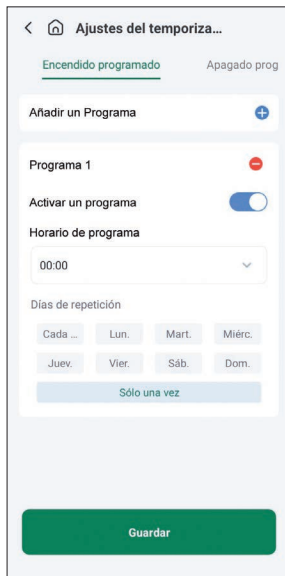 Ajustes del temporiza...
Encendido programado Apagado prog
Añadir un Programa
Programa 1
Activar un programa
Horario de programa
00:00
Días de repetición
Cada ... Lun. Mart. Miérc.
Juev. Vier. Sáb. Dom.
Sólo una vez
Guardar